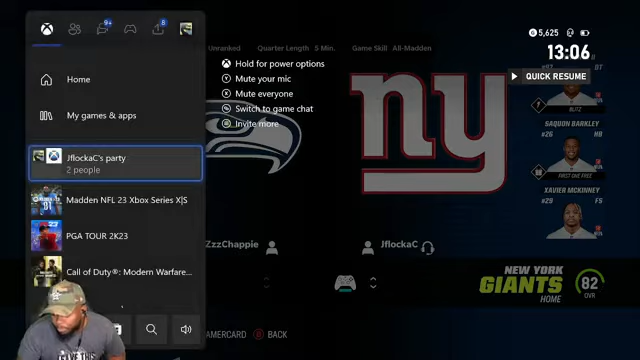 9+
8
5,625
13:06
QUICK RESUME
Unranked
Quarter Length
5 Min.
Game Skill
All-Madden
Home
My games & apps
JflockaC's party
2 people
Madden NFL 23 Xbox Series X|S
PGA TOUR 2K23
Call of Duty®: Modern Warfare...
Hold for power options
Mute your mic
Mute everyone
Switch to game chat
Invite more
ny
BLITZ
SAQUON BARKLEY
#26
HB
FIRST ONE FREE
XAVIER MCKINNEY
#29
FS
ZzzChappie
JflockaC
NEW YORK
GIANTS
HOME
82
OVR
AMERCARD
B BACK